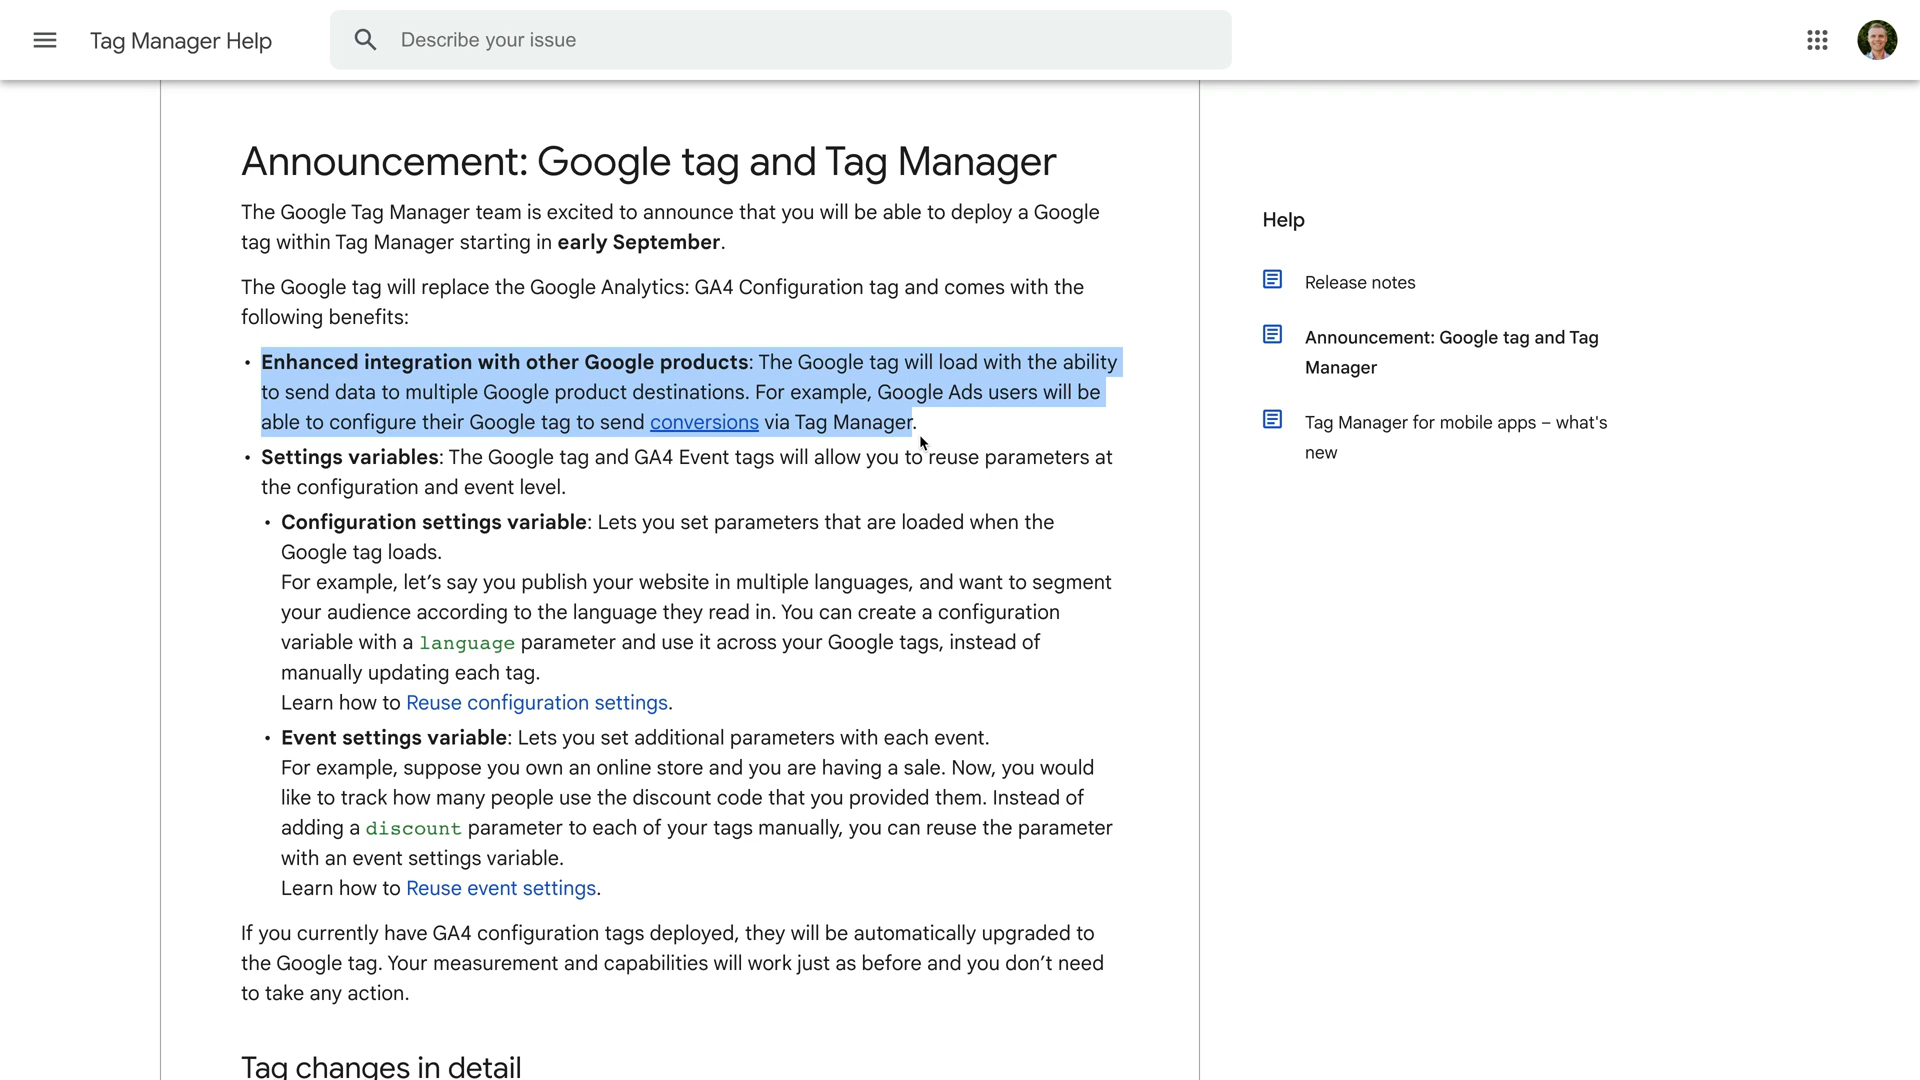 Tag Manager Help
Describe your issue
Announcement: Google tag and Tag Manager
The Google Tag Manager team is excited to announce that you will be able to deploy a Google
tag within Tag Manager starting in early September.
The Google tag will replace the Google Analytics: GA4 Configuration tag and comes with the
following benefits:
• Enhanced integration with other Google products: The Google tag will load with the ability
to send data to multiple Google product destinations. For example, Google Ads users will be
able to configure their Google tag to send conversions via Tag Manager.
• Settings variables: The Google tag and GA4 Event tags will allow you to reuse parameters at
the configuration and event level.
• Configuration settings variable: Lets you set parameters that are loaded when the
Google tag loads.
For example, let’s say you publish your website in multiple languages, and want to segment
your audience according to the language they read in. You can create a configuration
variable with a language parameter and use it across your Google tags, instead of
manually updating each tag.
Learn how to Reuse configuration settings.
• Event settings variable: Lets you set additional parameters with each event.
For example, suppose you own an online store and you are having a sale. Now, you would
like to track how many people use the discount code that you provided them. Instead of
adding a discount parameter to each of your tags manually, you can reuse the parameter
with an event settings variable.
Learn how to Reuse event settings.
If you currently have GA4 configuration tags deployed, they will be automatically upgraded to
the Google tag. Your measurement and capabilities will work just as before and you don’t need
to take any action.
Tag changes in detail
Help
Release notes
Announcement: Google tag and Tag
Manager
Tag Manager for mobile apps – what's
new